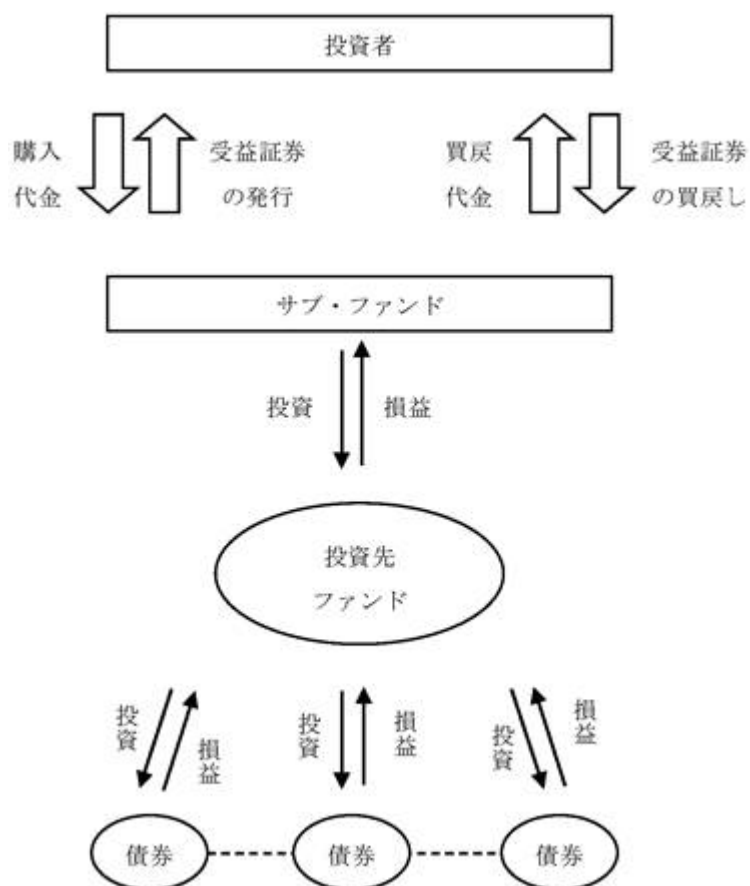 投資者
購入
代金
受益証券
の発行
買戻
代金
受益証券
の買戻し
サブ・ファンド
投資
損益
投資先
ファンド
投資
損益
投資
損益
投資
損益
債券
債券
債券